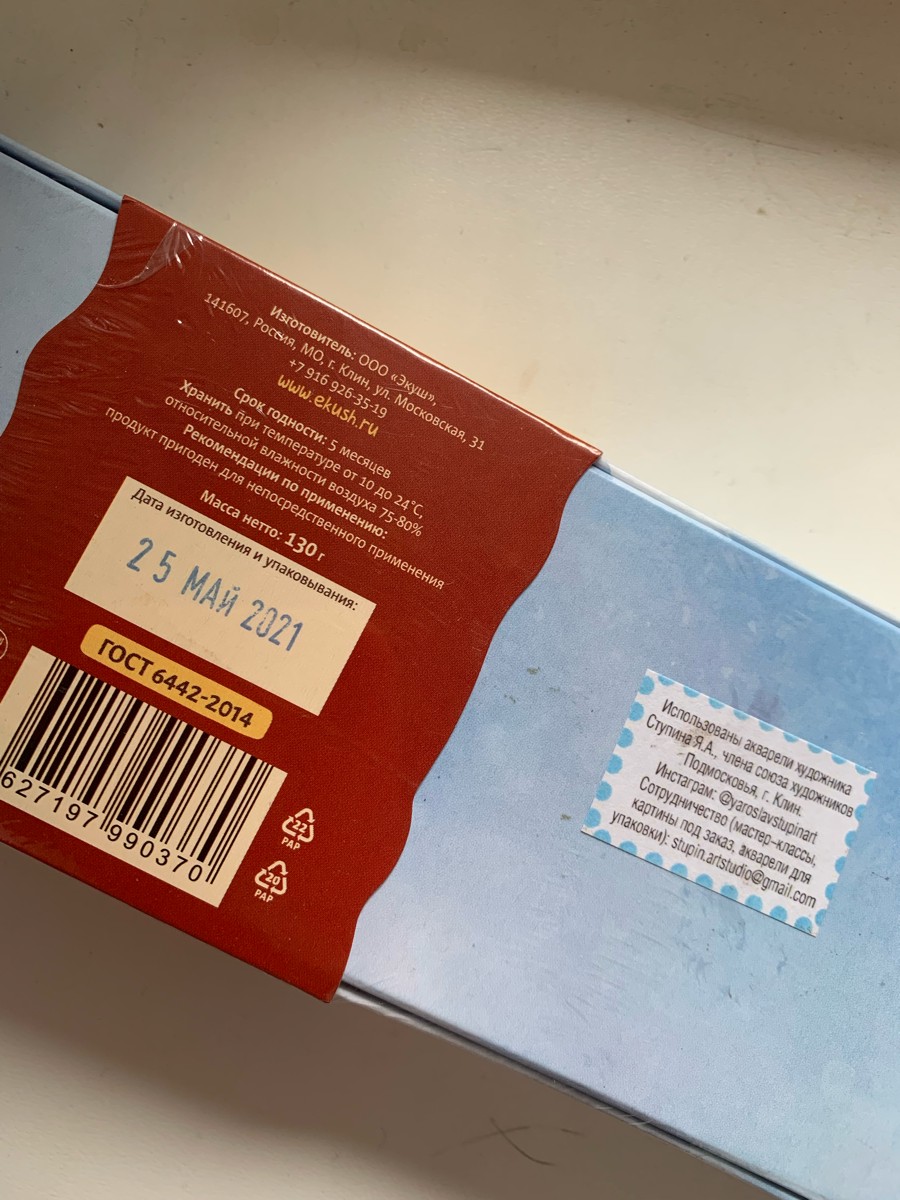 Изготовитель: ООО «Экуш»,
141607, Россия, МО, г. Клин, ул. Московская, 31
+7 916 926-35-19
www.ekush.ru
Срок годности: 5 месяцев
Хранить при температуре от 10 до 24°С,
относительной влажности воздуха 75-80%
Рекомендации по применению:
продукт пригоден для непосредственного применения
Масса нетто: 130 г
Дата изготовления и упаковывания:
25 МАЙ 2021
ГОСТ 6442-2014
627197 990370
22
PAP
20
PAP
Использованы акварели художника
Ступина Я.А., члена союза художников
Подмосковья, г. Клин.
Инстаграм: @yaroslavstupinart
Сотрудничество (мастер-классы,
картины под заказ, акварели для
упаковки): stupin.artstudio@gmail.com